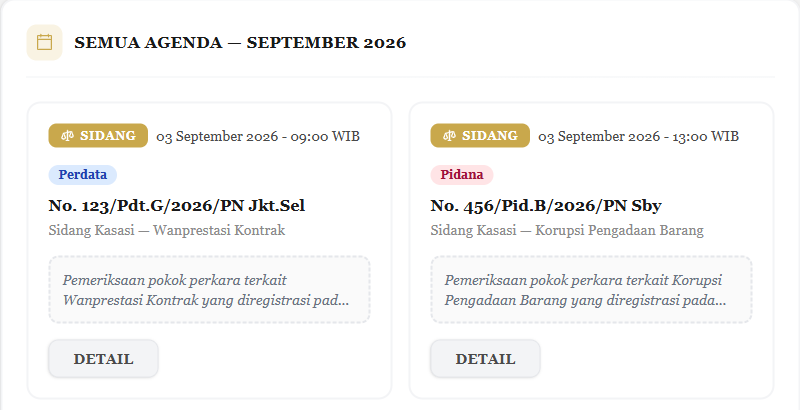 SEMUA AGENDA — SEPTEMBER 2026
SIDANG 03 September 2026 - 09:00 WIB
Perdata
No. 123/Pdt.G/2026/PN Jkt.Sel
Sidang Kasasi — Wanprestasi Kontrak
Pemeriksaan pokok perkara terkait
Wanprestasi Kontrak yang diregistrasi pad...
DETAIL
SIDANG 03 September 2026 - 13:00 WIB
Pidana
No. 456/Pid.B/2026/PN Sby
Sidang Kasasi — Korupsi Pengadaan Barang
Pemeriksaan pokok perkara terkait Korupsi
Pengadaan Barang yang diregistrasi pada...
DETAIL